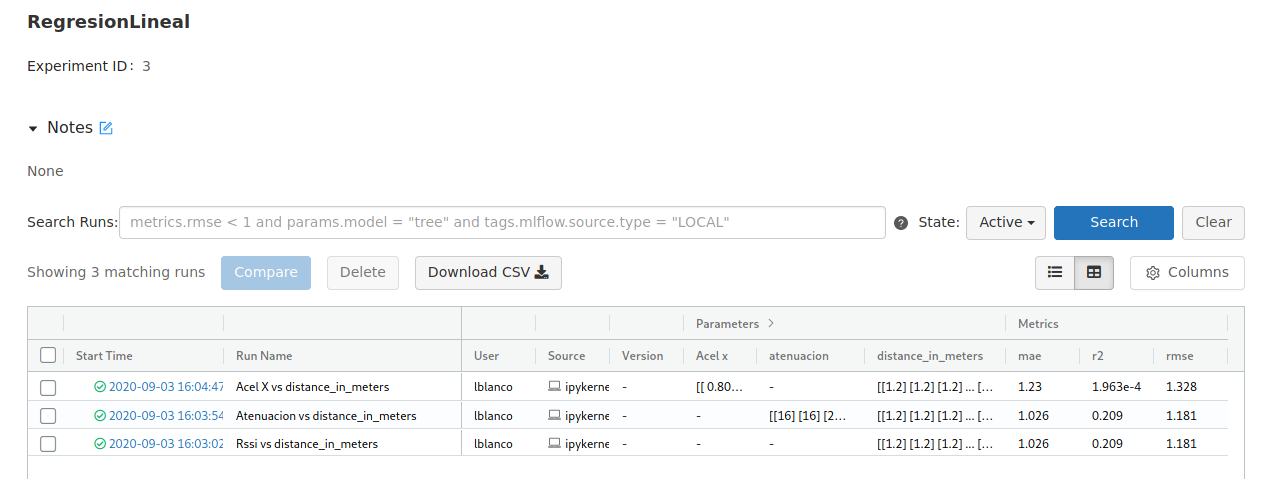 RegresionLineal
Experiment ID: 3
Notes
None
Search Runs: metrics.rmse < 1 and params.model = "tree" and tags.mlflow.source.type = "LOCAL" ? State: Active Search Clear
Showing 3 matching runs Compare Delete Download CSV Columns
Parameters > Metrics
Start Time Run Name User Source Version Acel x atenuacion distance_in_meters mae r2 rmse
2020-09-03 16:04:47 Acel X vs distance_in_meters lblanco ipykerne - [[ 0.80... - [[1.2] [1.2] [1.2] ... [... 1.23 1.963e-4 1.328
2020-09-03 16:03:54 Atenuacion vs distance_in_meters lblanco ipykerne - - [[16] [16] [2... [[1.2] [1.2] [1.2] ... [... 1.026 0.209 1.181
2020-09-03 16:03:02 Rssi vs distance_in_meters lblanco ipykerne - - - [[1.2] [1.2] [1.2] ... [... 1.026 0.209 1.181